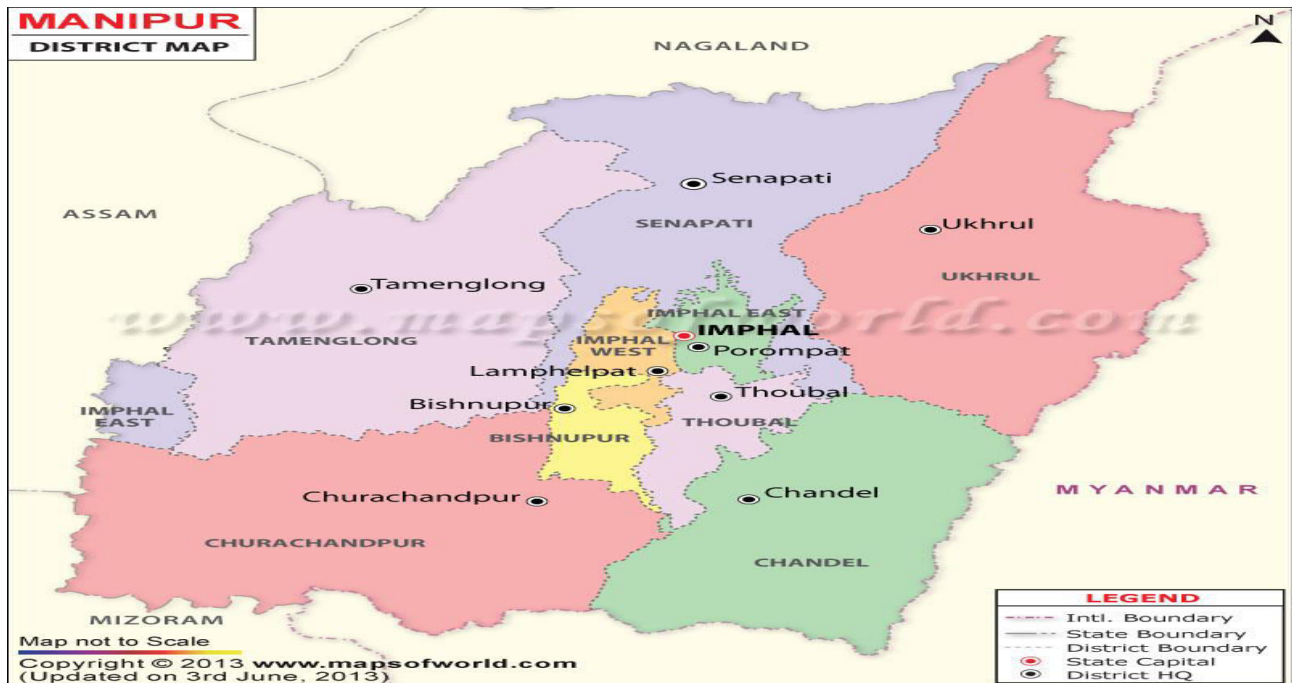 MANIPUR
DISTRICT MAP
N
NAGALAND
ASSAM
Senapati
SENAPATI
Ukhrul
UKHRUL
Tamenglong
TAMENGLONG
www.mapsofworld.com
IMPHAL EAST
IMPHAL
IMPHAL
WEST
Porompat
Lamphelpat
Thoubal
THOUBAL
Bishnupur
BISHNUPUR
IMPHAL
EAST
Churachandpur
CHURACHANDPUR
Chandel
CHANDEL
MYANMAR
MIZORAM
Map not to Scale
Copyright © 2013 www.mapsofworld.com
(Updated on 3rd June, 2013)
LEGEND
Intl. Boundary
State Boundary
District Boundary
State Capital
District HQ